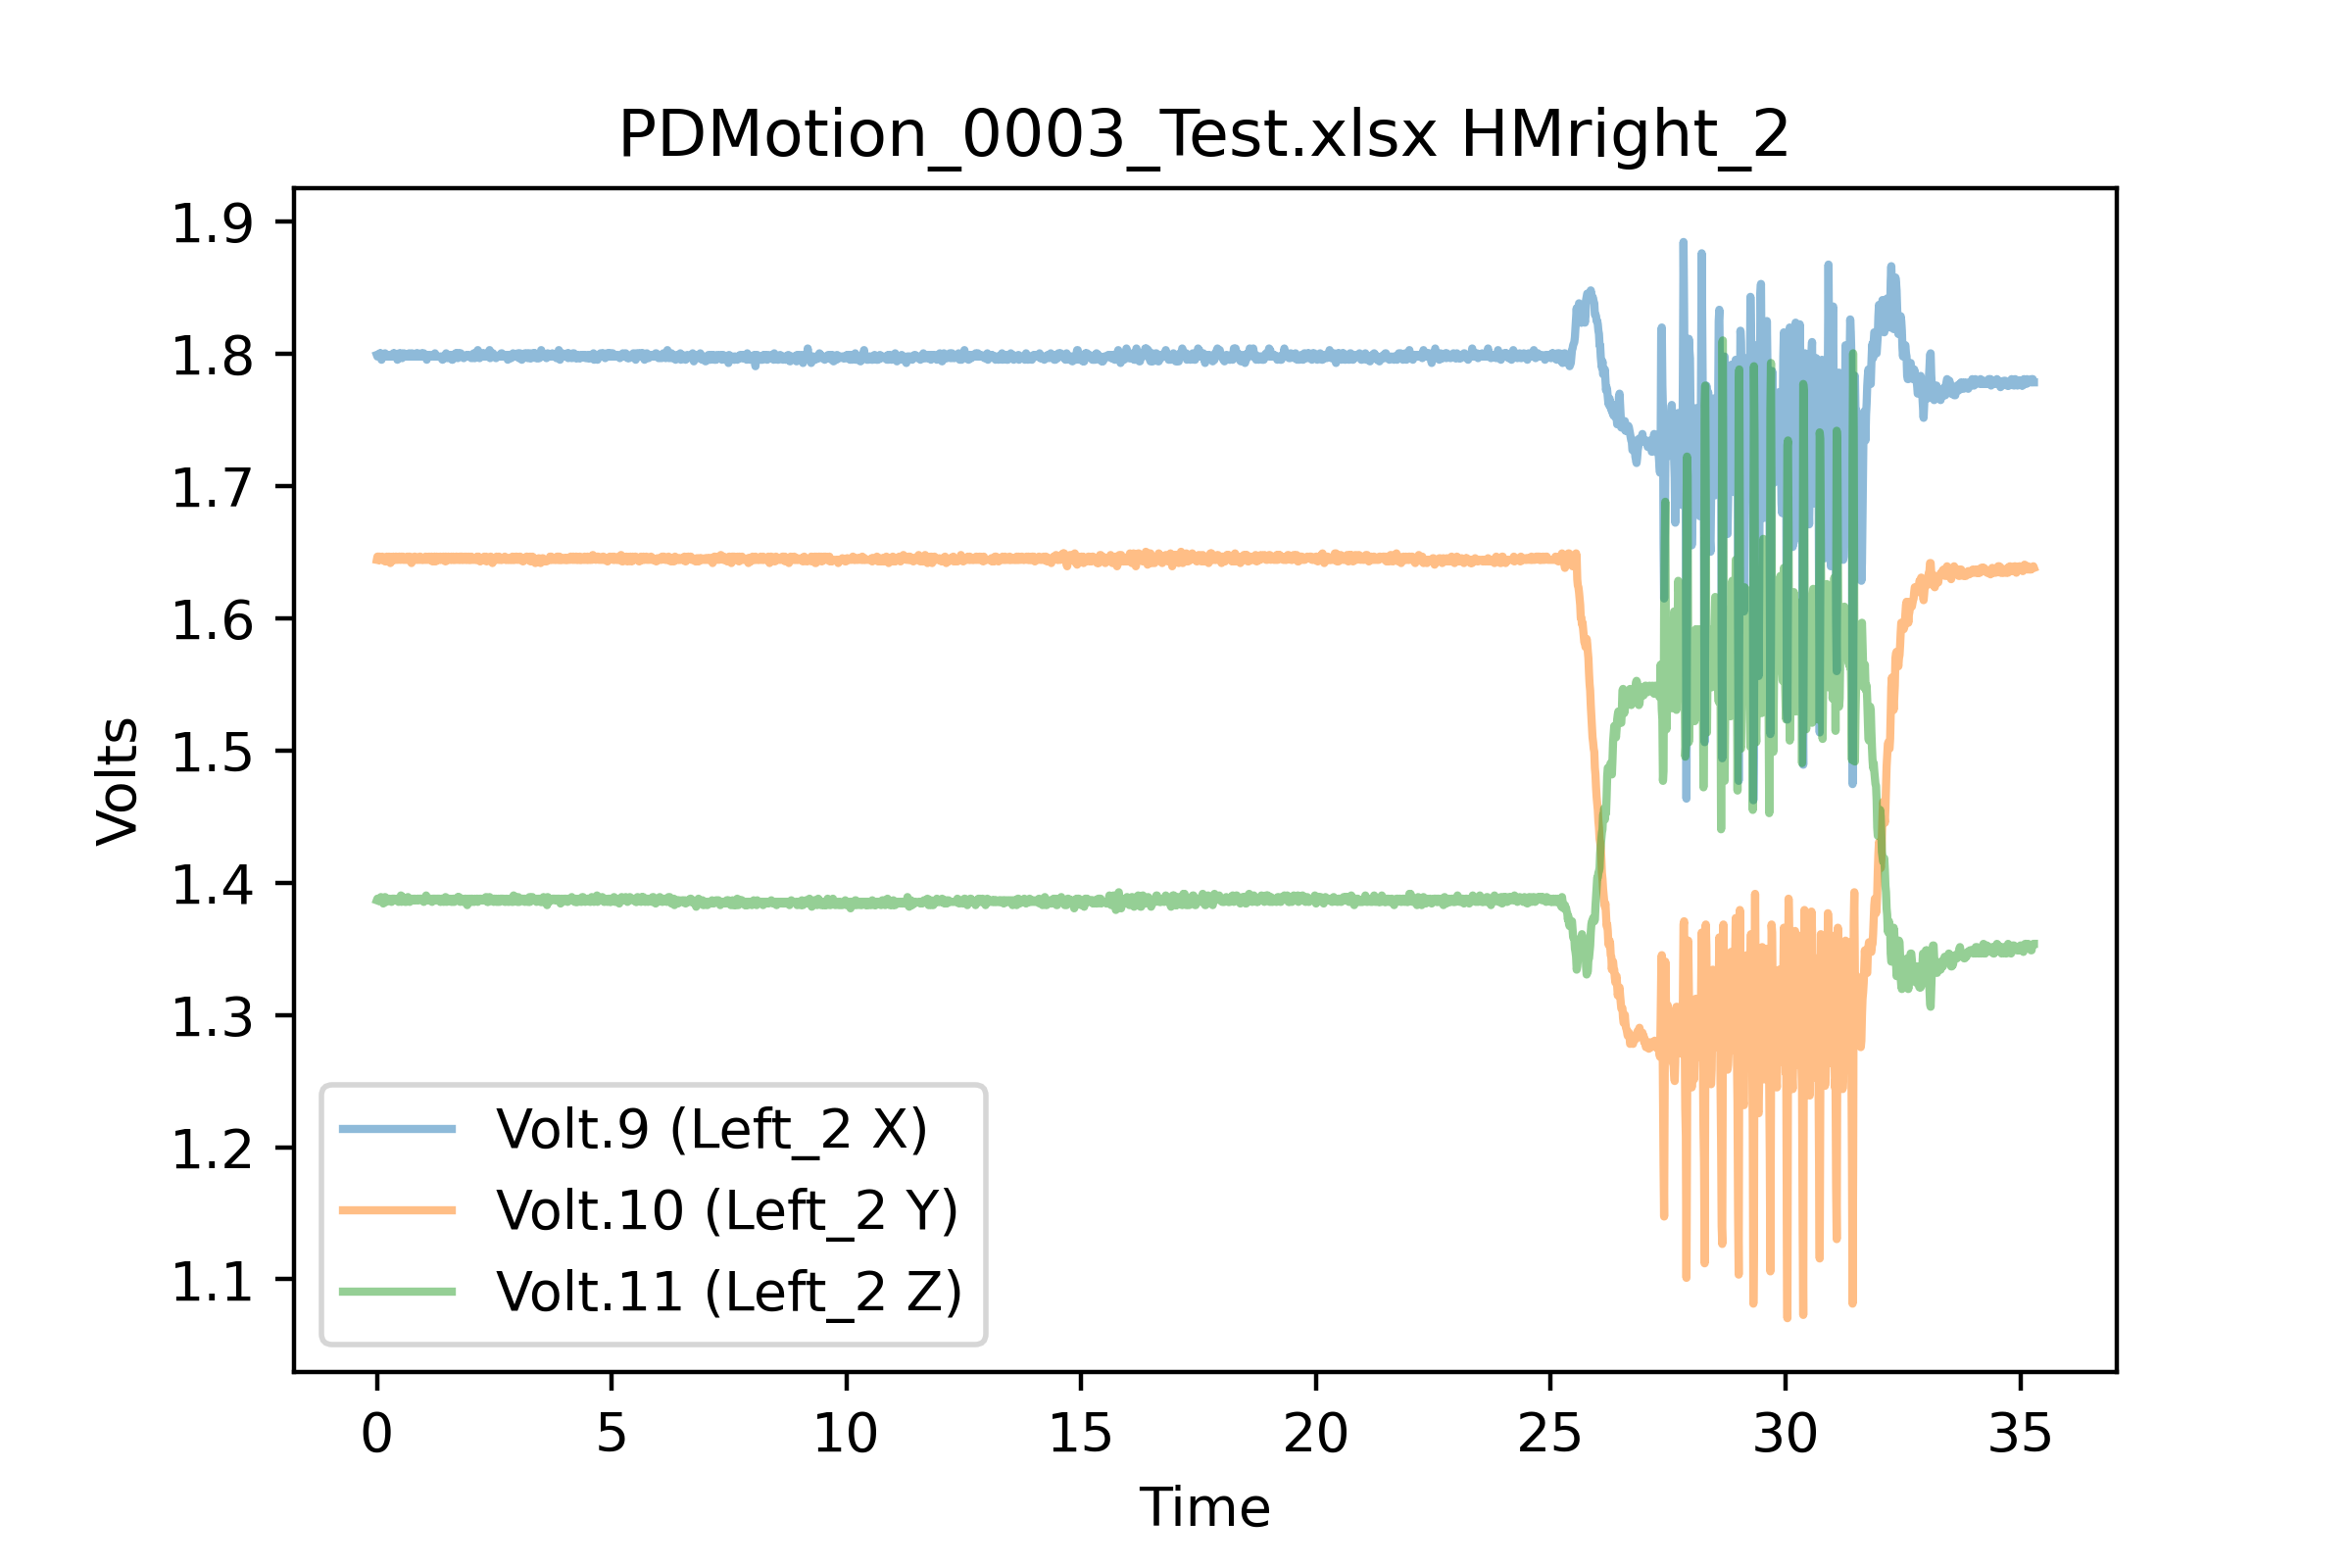 PDMotion_0003_Test.xlsx HMright_2
1.9
1.8
1.7
1.6
1.5
1.4
1.3
1.2
1.1
Volts
Volt.9 (Left_2 X)
Volt.10 (Left_2 Y)
Volt.11 (Left_2 Z)
0 5 10 15 20 25 30 35
Time